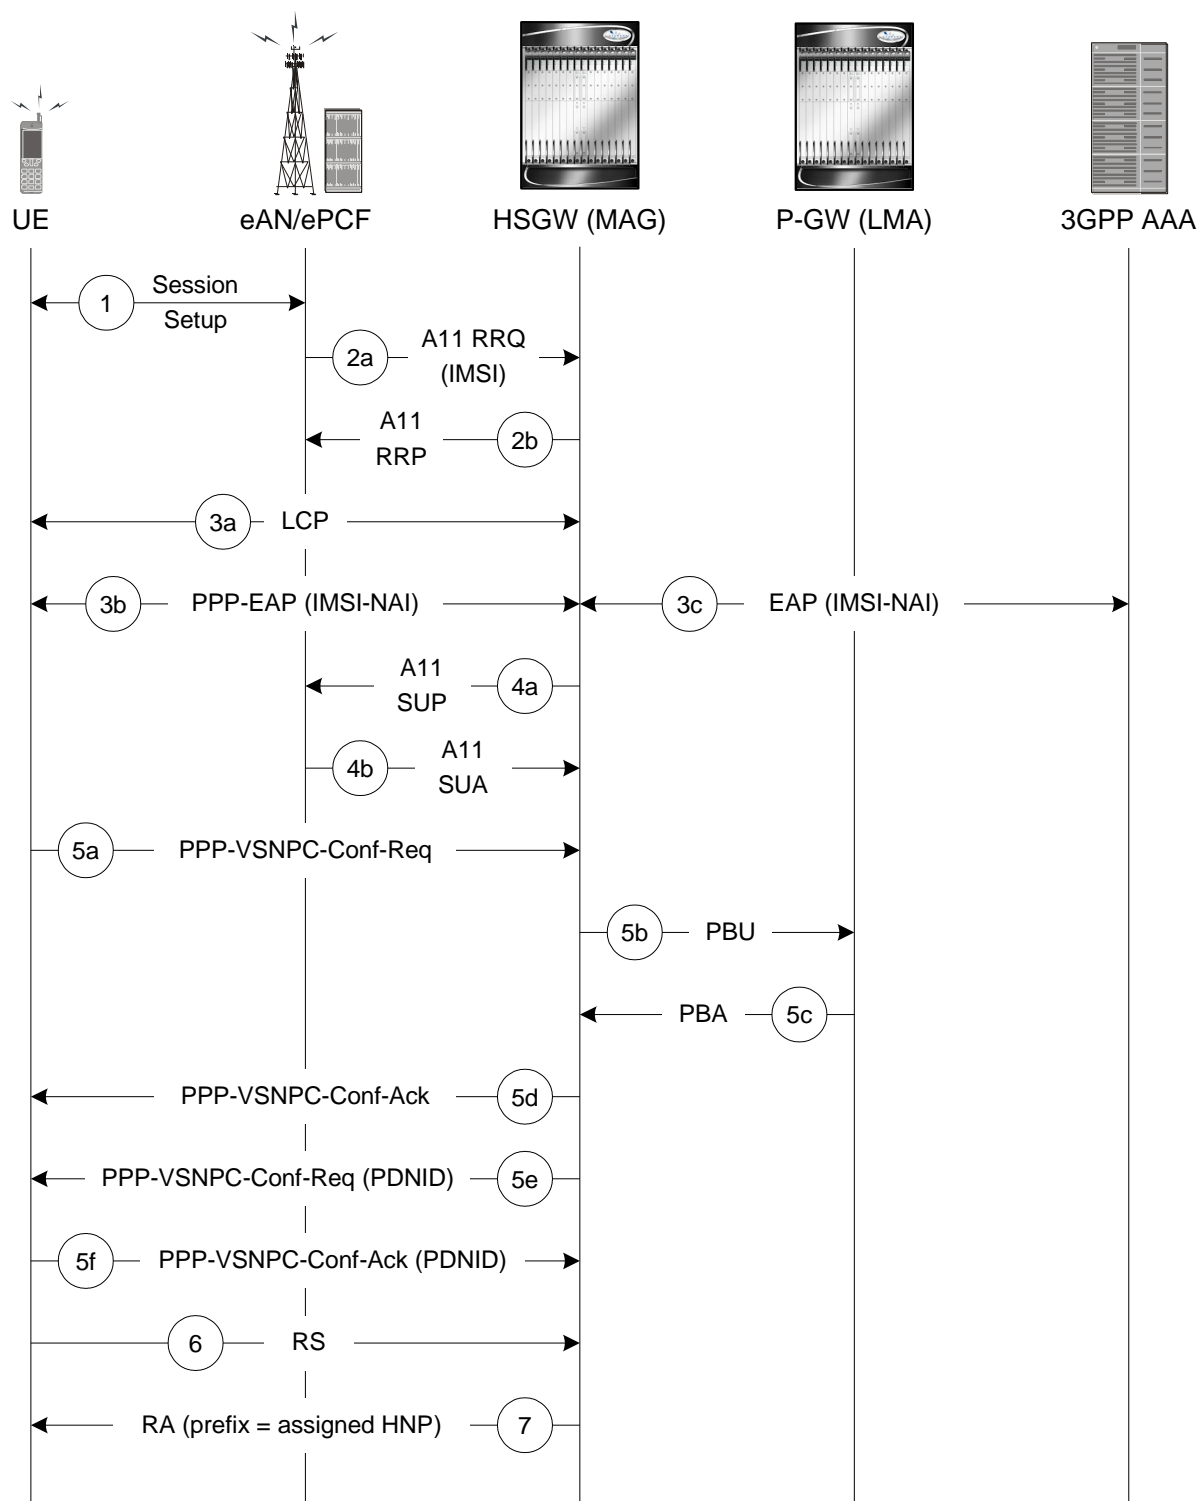 UE
eAN/ePCF
HSGW (MAG)
P-GW (LMA)
3GPP AAA
1
Session
Setup
2a
A11 RRQ
(IMSI)
A11
RRP
2b
3a
LCP
3b
PPP-EAP (IMSI-NAI)
3c
EAP (IMSI-NAI)
A11
SUP
4a
4b
A11
SUA
5a
PPP-VSNPC-Conf-Req
5b
PBU
PBA
5c
PPP-VSNPC-Conf-Ack
5d
PPP-VSNPC-Conf-Req (PDNID)
5e
5f
PPP-VSNPC-Conf-Ack (PDNID)
6
RS
RA (prefix = assigned HNP)
7